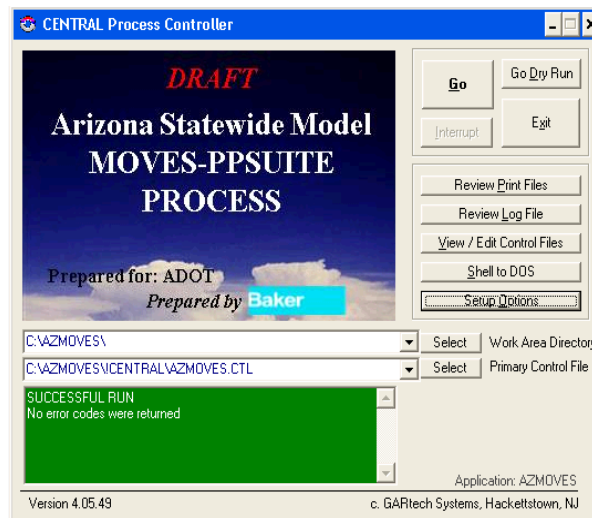 CENTRAL Process Controller
DRAFT
Arizona Statewide Model
MOVES-PPSUITE
PROCESS
Prepared for: ADOT
Prepared by Baker
Go
Go Dry Run
Interrupt
Exit
Review Print Files
Review Log File
View / Edit Control Files
Shell to DOS
Setup Options
C:\AZMOVES\
Select
Work Area Directory
C:\AZMOVES\ICENTRAL\AZMOVES.CTL
Select
Primary Control File
SUCCESSFUL RUN
No error codes were returned
Application: AZMOVES
Version 4.05.49
c. GARtech Systems, Hackettstown, NJ